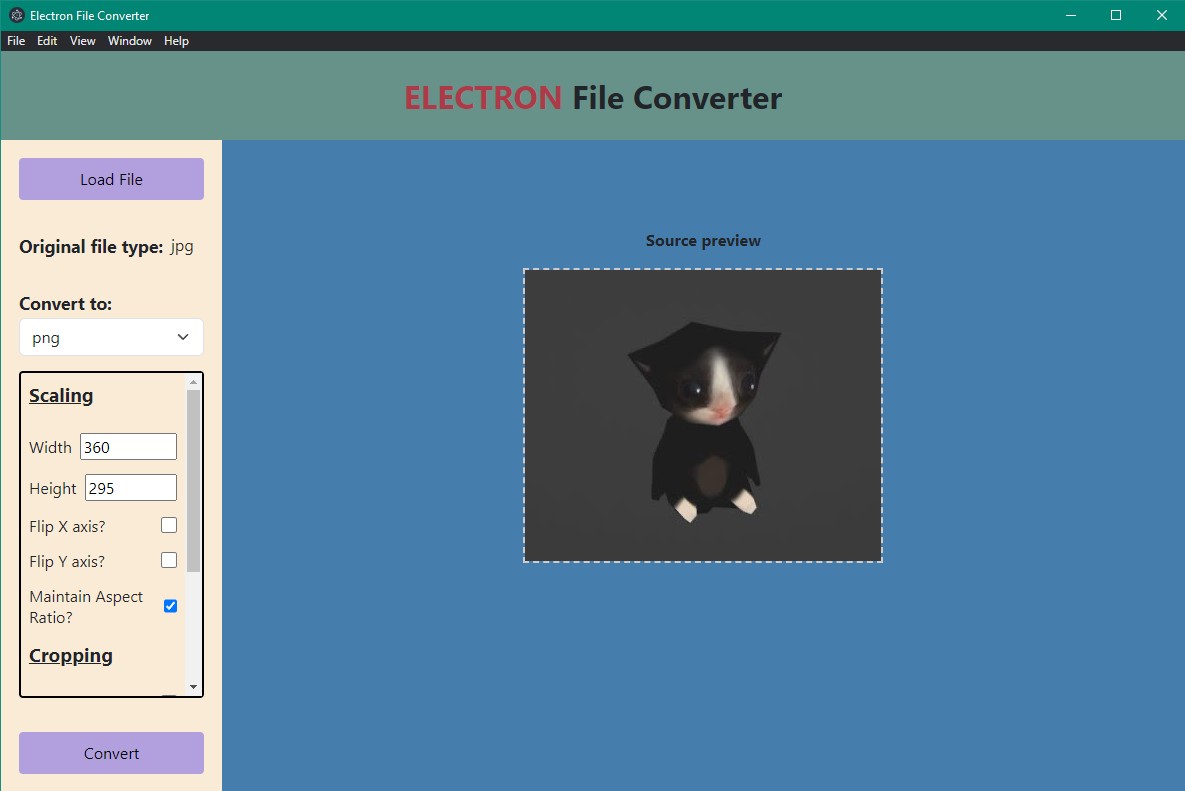 Electron File Converter
File Edit View Window Help
ELECTRON File Converter
Load File
Original file type: jpg
Convert to:
png
Scaling
Width 360
Height 295
Flip X axis?
Flip Y axis?
Maintain Aspect
Ratio?
Cropping
Convert
Source preview